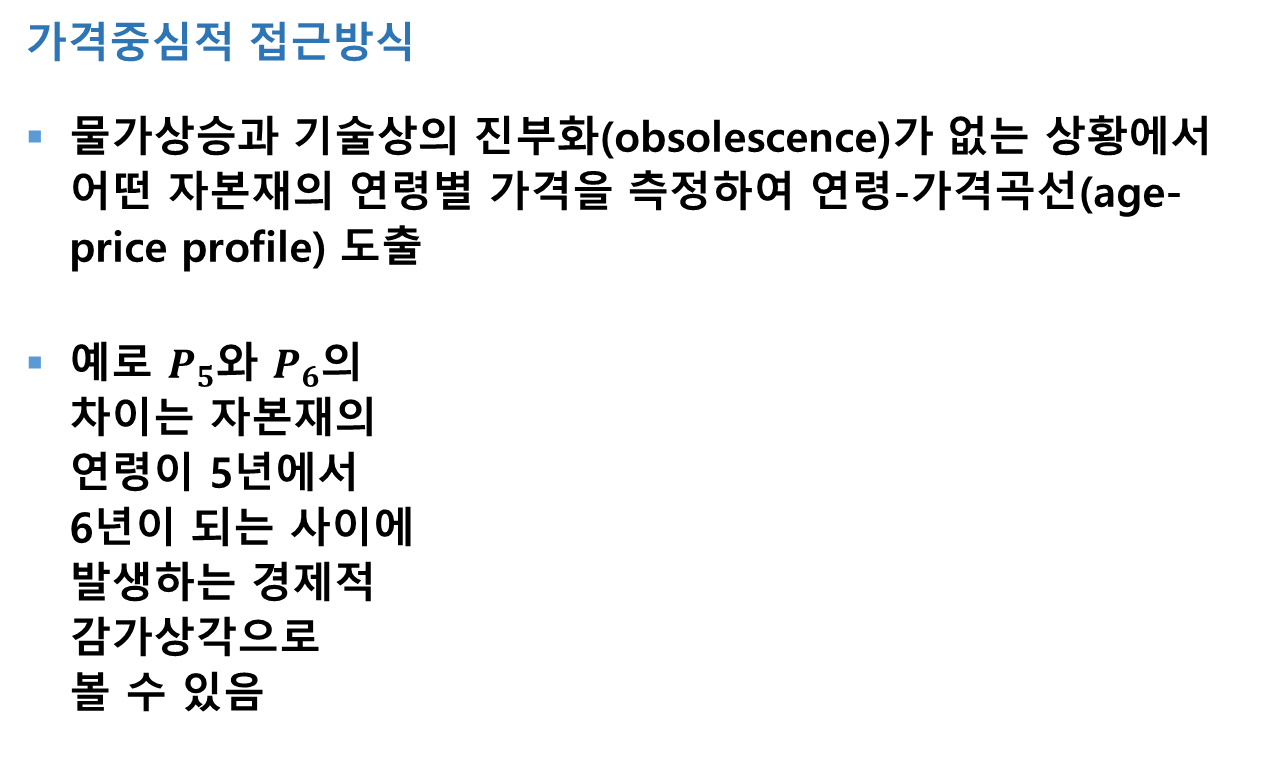 가격중심적 접근방식
▪ 물가상승과 기술상의 진부화(obsolescence)가 없는 상황에서
어떤 자본재의 연령별 가격을 측정하여 연령-가격곡선(age-
price profile) 도출
▪ 예로 P₅와 P₆의
차이는 자본재의
연령이 5년에서
6년이 되는 사이에
발생하는 경제적
감가상각으로
볼 수 있음